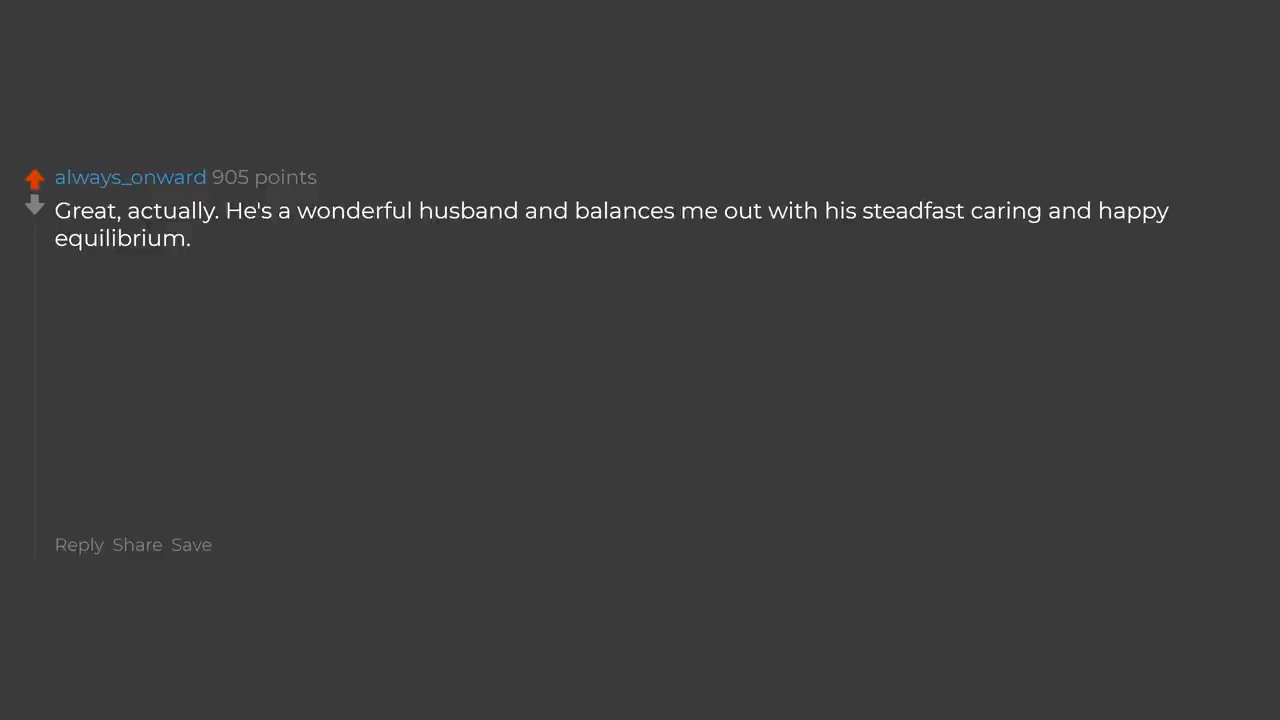 always_onward 905 points
Great, actually. He's a wonderful husband and balances me out with his steadfast caring and happy
equilibrium.
Reply Share Save